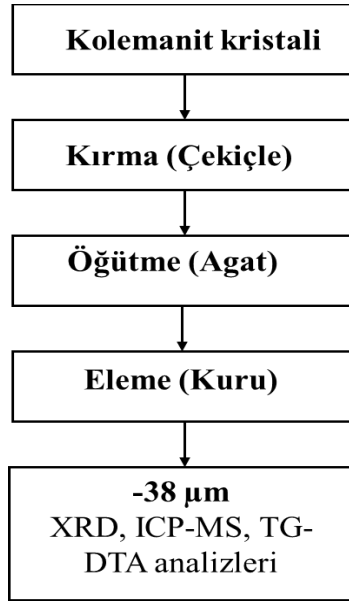 Kolemanit kristali
Kırma (Çekiçle)
Öğütme (Agat)
Eleme (Kuru)
-38 µm
XRD, ICP-MS, TG-
DTA analizleri